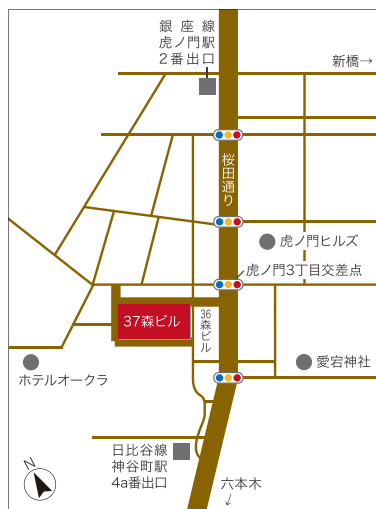 銀座線
虎ノ門駅
2番出口
新橋→
桜田通り
虎ノ門ヒルズ
虎ノ門3丁目交差点
37森ビル
36森ビル
愛宕神社
ホテルオークラ
日比谷線
神谷町駅
4a番出口
六本木
↓
N